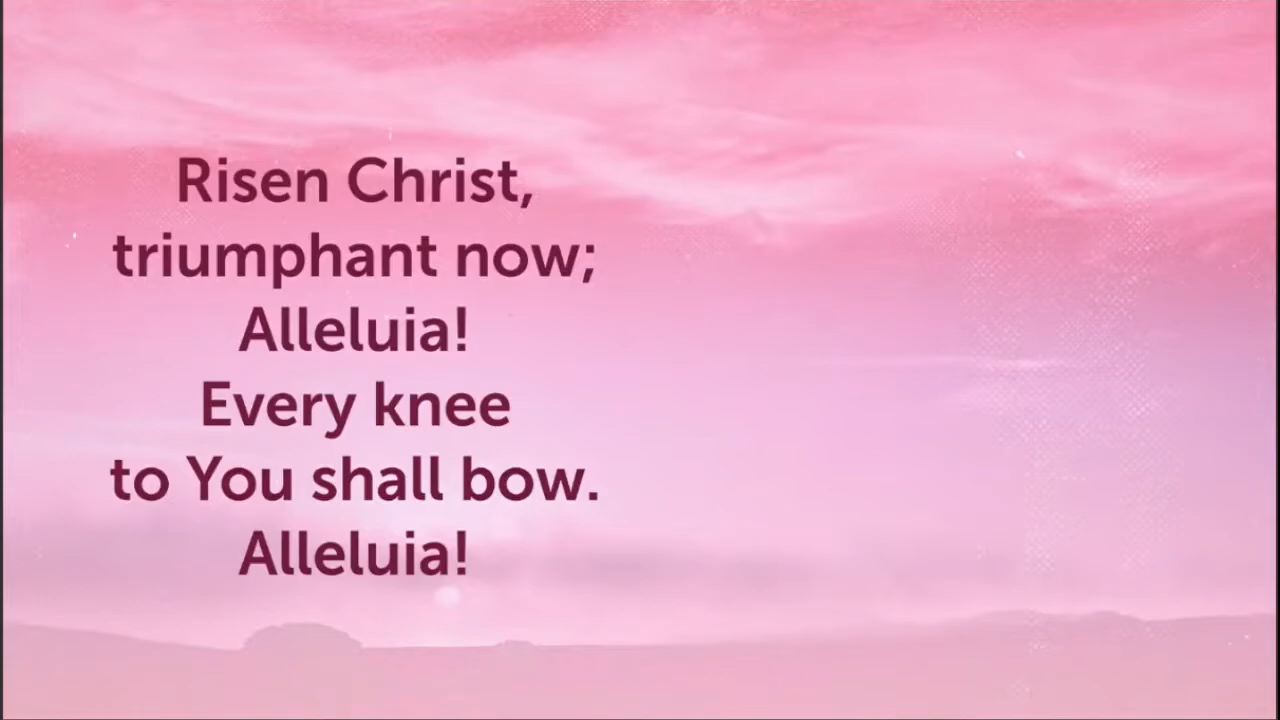 Risen Christ,
triumphant now;
Alleluia!
Every knee
to You shall bow.
Alleluia!